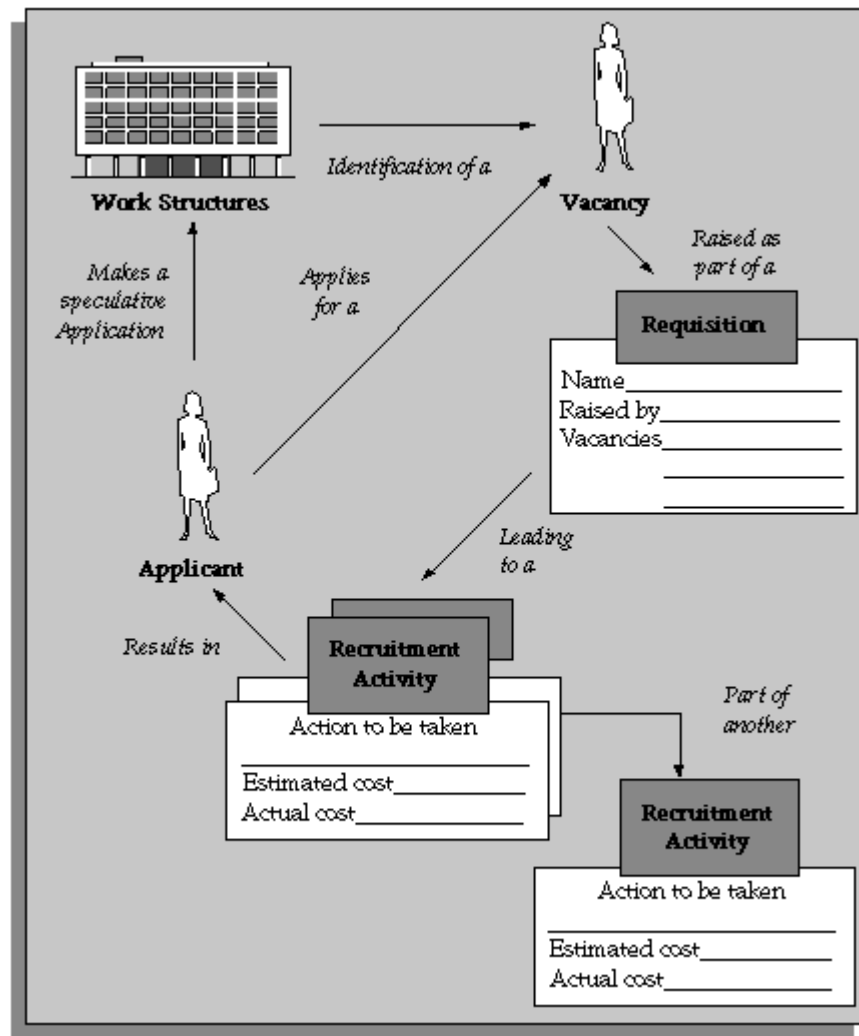 Identification of a
Work Structures
Vacancy
Makes a
speculative
Application
Applies
for a
Raised as
part of a
Requisition
Name
Raised by
Vacancies
Leading
to a
Applicant
Results in
Recruitment
Activity
Action to be taken
Estimated cost
Actual cost
Part of
another
Recruitment
Activity
Action to be taken
Estimated cost
Actual cost